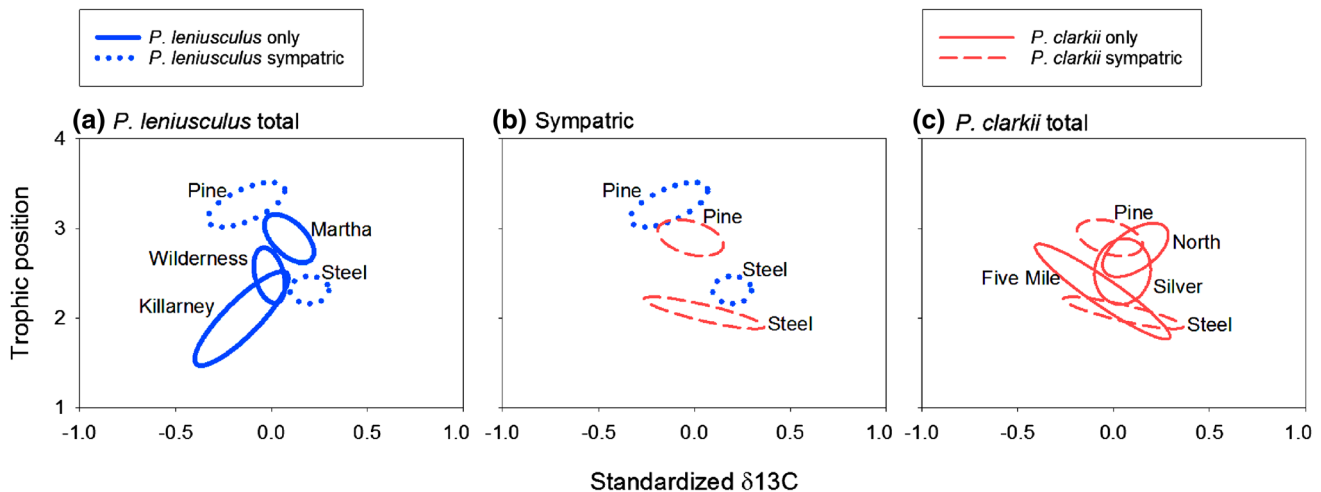 P. leniusculus only
P. leniusculus sympatric
P. clarkii only
P. clarkii sympatric
(a) P. leniusculus total
(b) Sympatric
(c) P. clarkii total
Trophic position
4
3
2
1
Pine
Martha
Wilderness
Steel
Killarney
Pine
Pine
Steel
Steel
Pine
North
Five Mile
Silver
Steel
-1.0 -0.5 0.0 0.5 1.0
-1.0 -0.5 0.0 0.5 1.0
-1.0 -0.5 0.0 0.5 1.0
Standardized δ13C